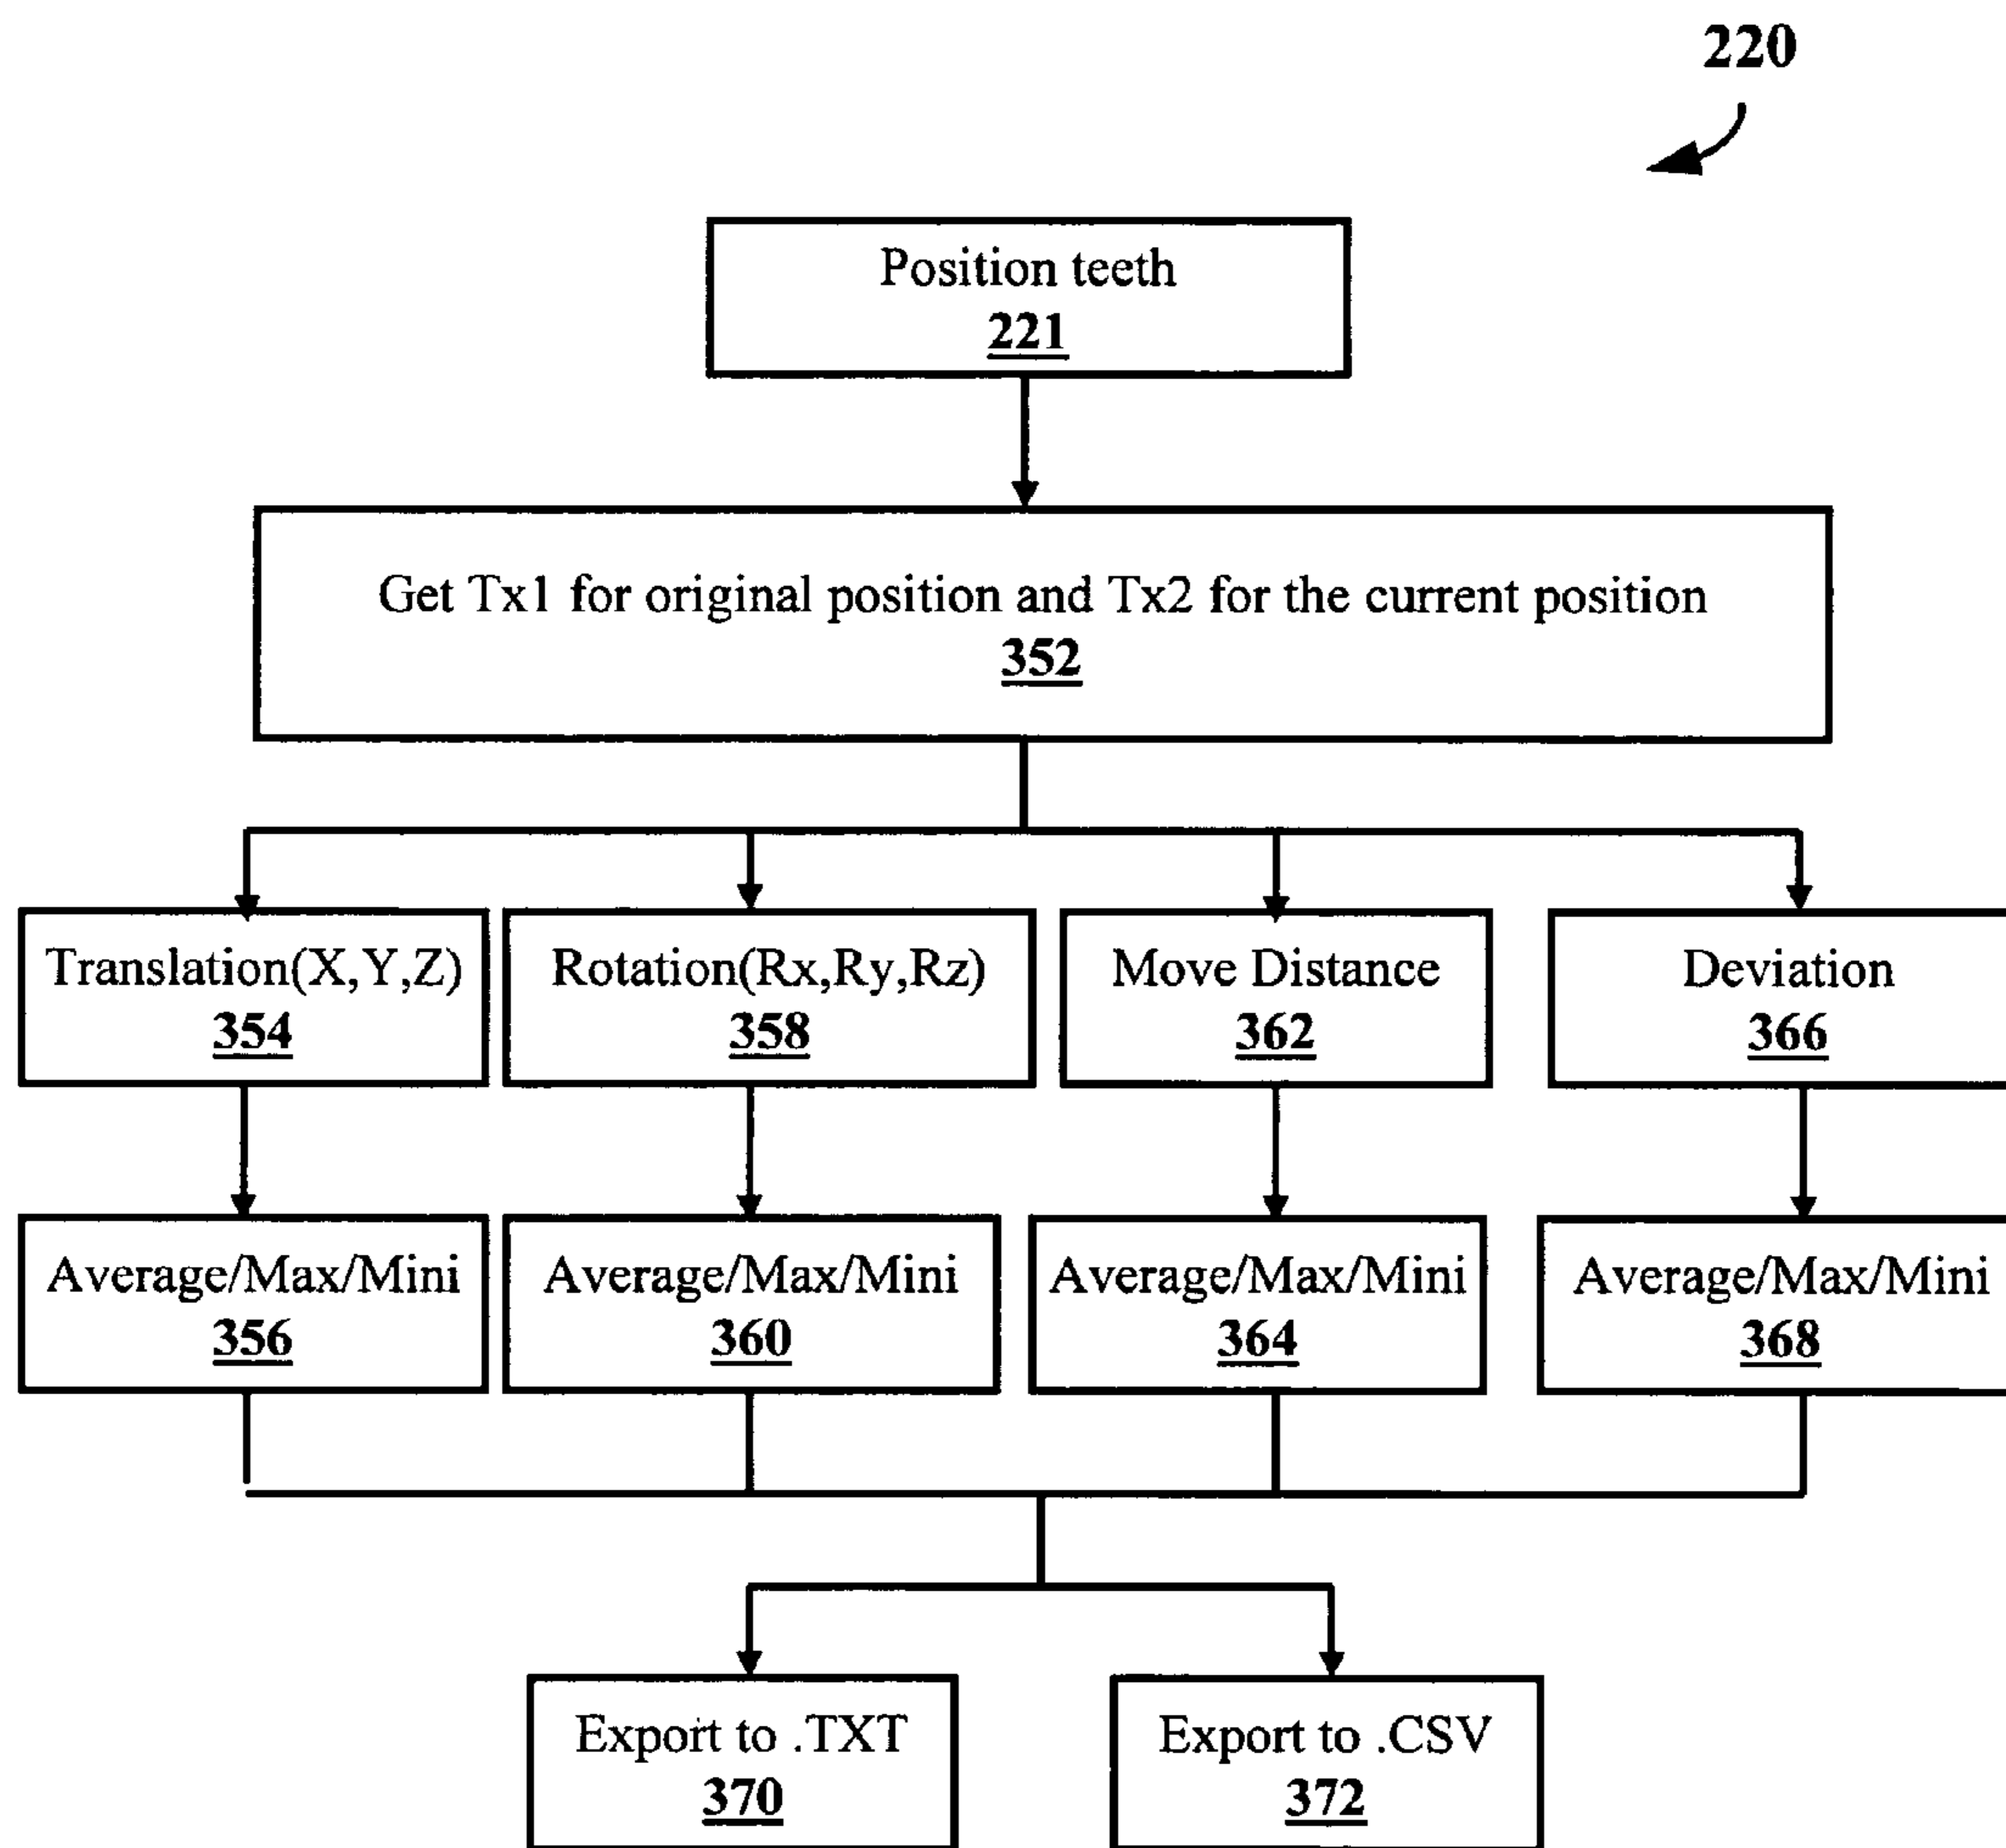 220
Position teeth
221
Get Tx1 for original position and Tx2 for the current position
352
Translation(X,Y,Z)
354
Rotation(Rx,Ry,Rz)
358
Move Distance
362
Deviation
366
Average/Max/Mini
356
Average/Max/Mini
360
Average/Max/Mini
364
Average/Max/Mini
368
Export to .TXT
370
Export to .CSV
372